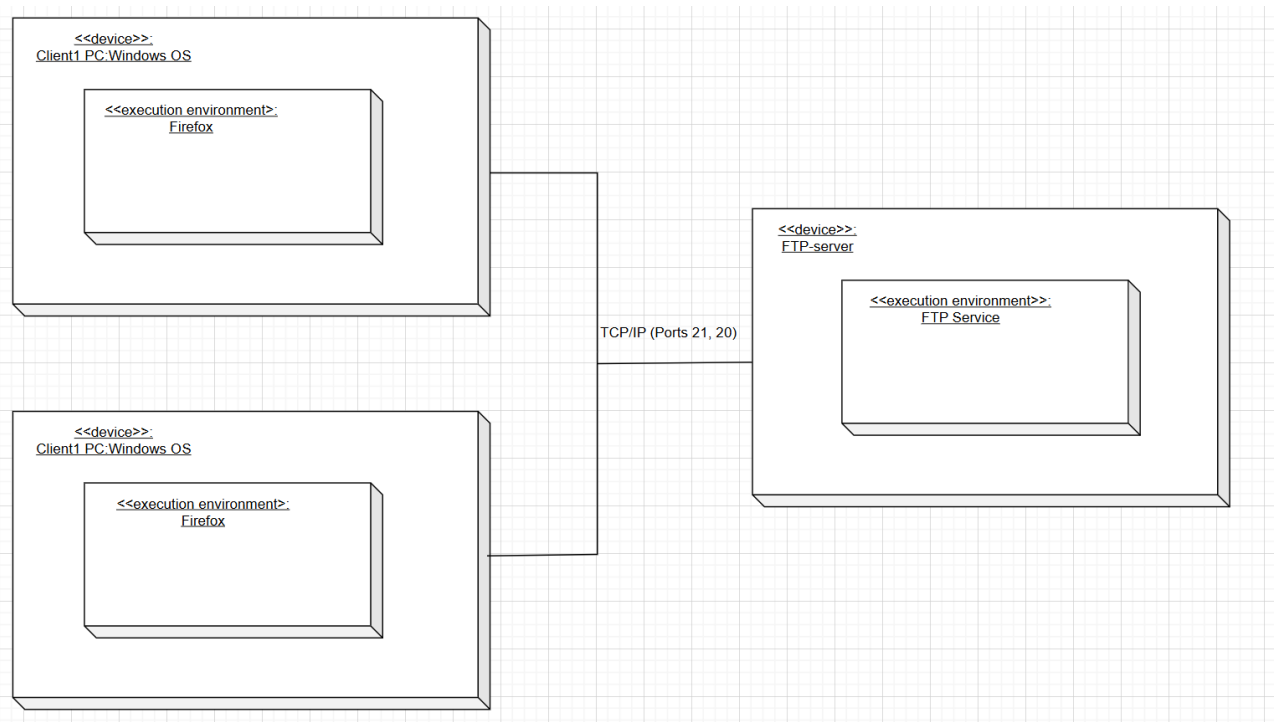 <<device>>:
Client1 PC:Windows OS
<<execution environment>:
Firefox
TCP/IP (Ports 21, 20)
<<device>>:
FTP-server
<<execution environment>>:
FTP Service
<<device>>:
Client1 PC:Windows OS
<<execution environment>:
Firefox